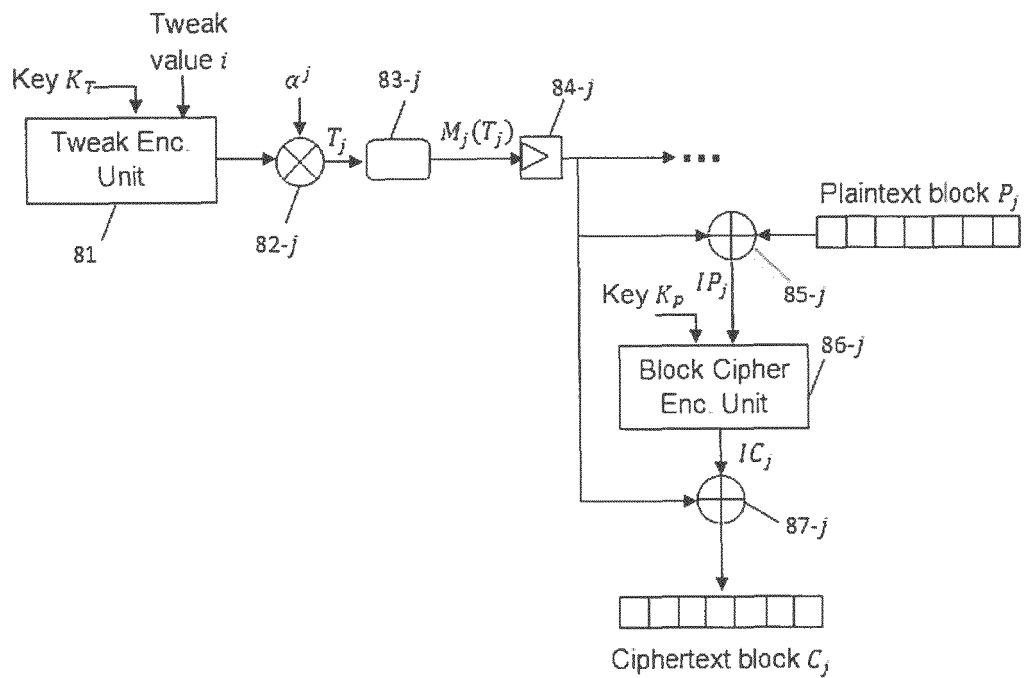 Tweak
value i
Key K_T
Tweak Enc.
Unit
81
α^j
82-j
T_j
83-j
M_j(T_j)
84-j
...
Plaintext block P_j
85-j
IP_j
Key K_p
Block Cipher
Enc. Unit
86-j
IC_j
87-j
Ciphertext block C_j